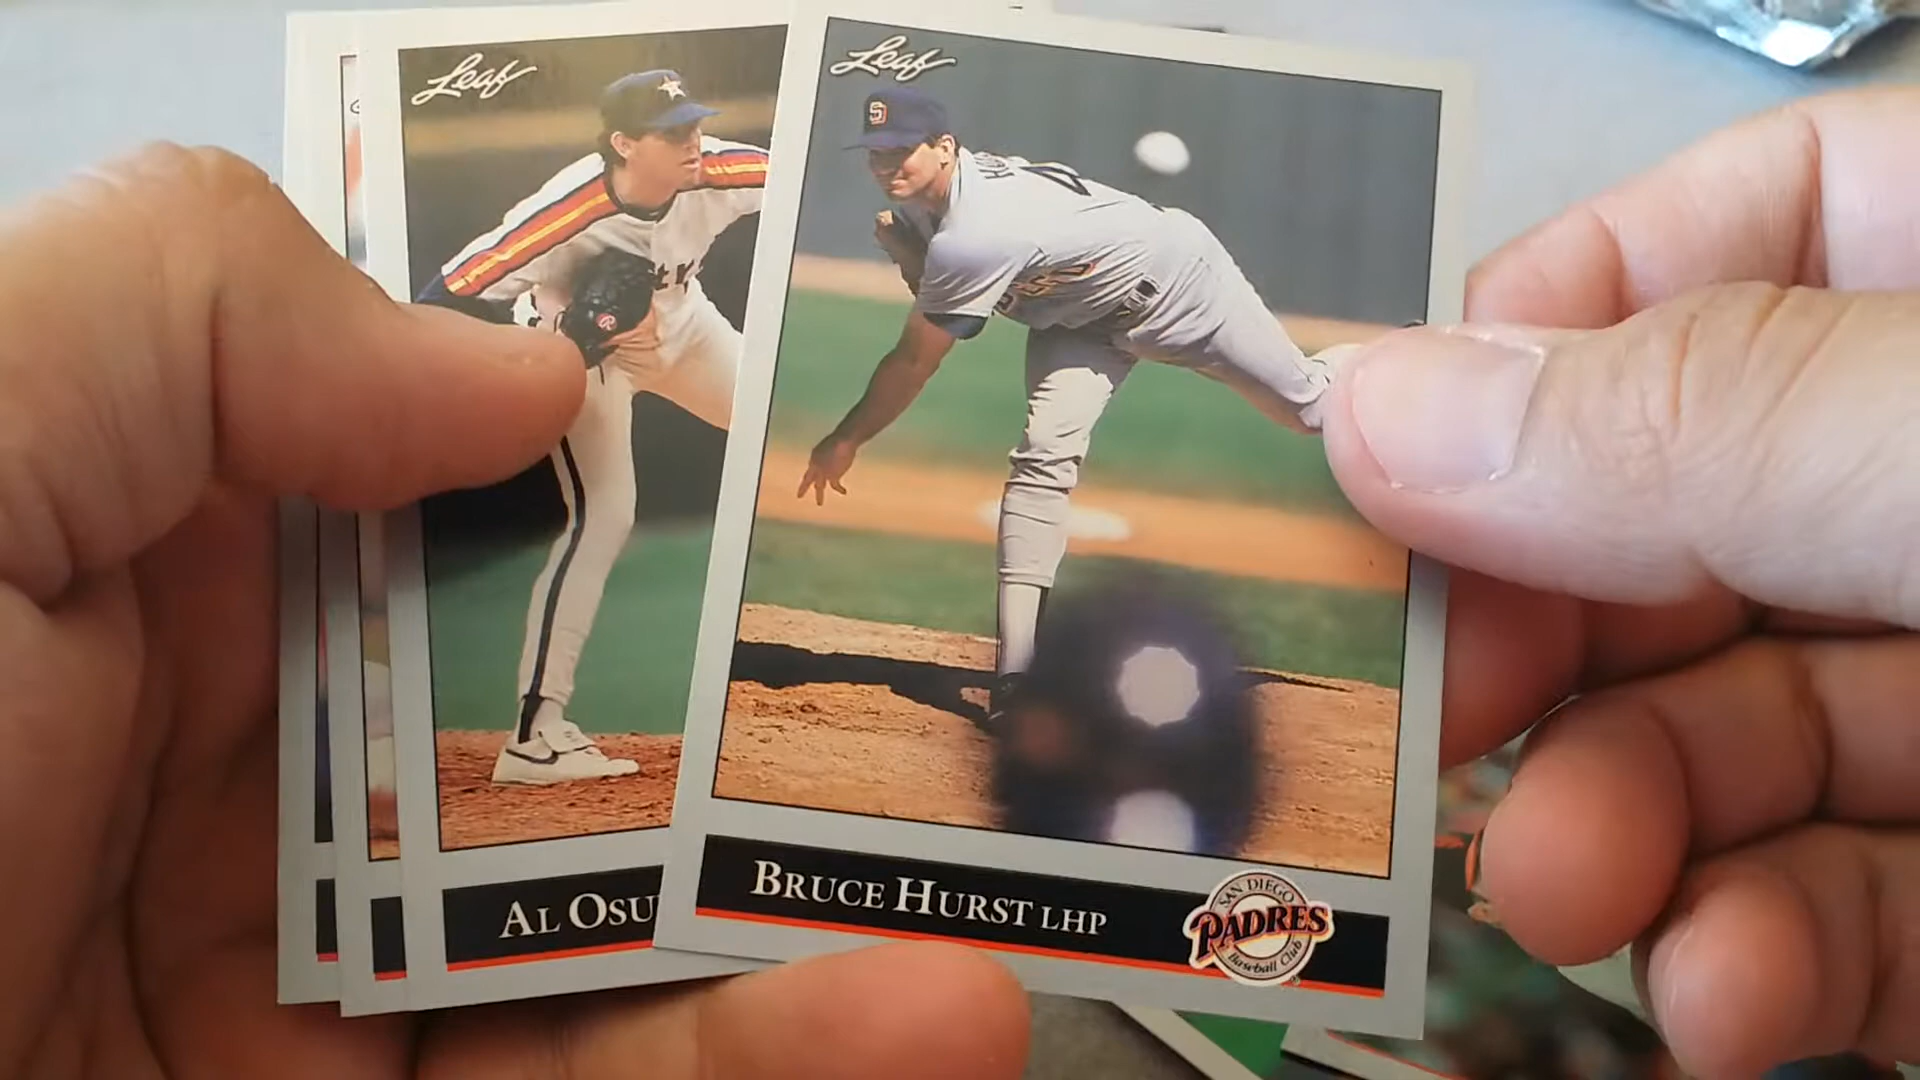 Leaf
Leaf
S
AL OSU
BRUCE HURST LHP
SAN DIEGO
PADRES
Baseball Club